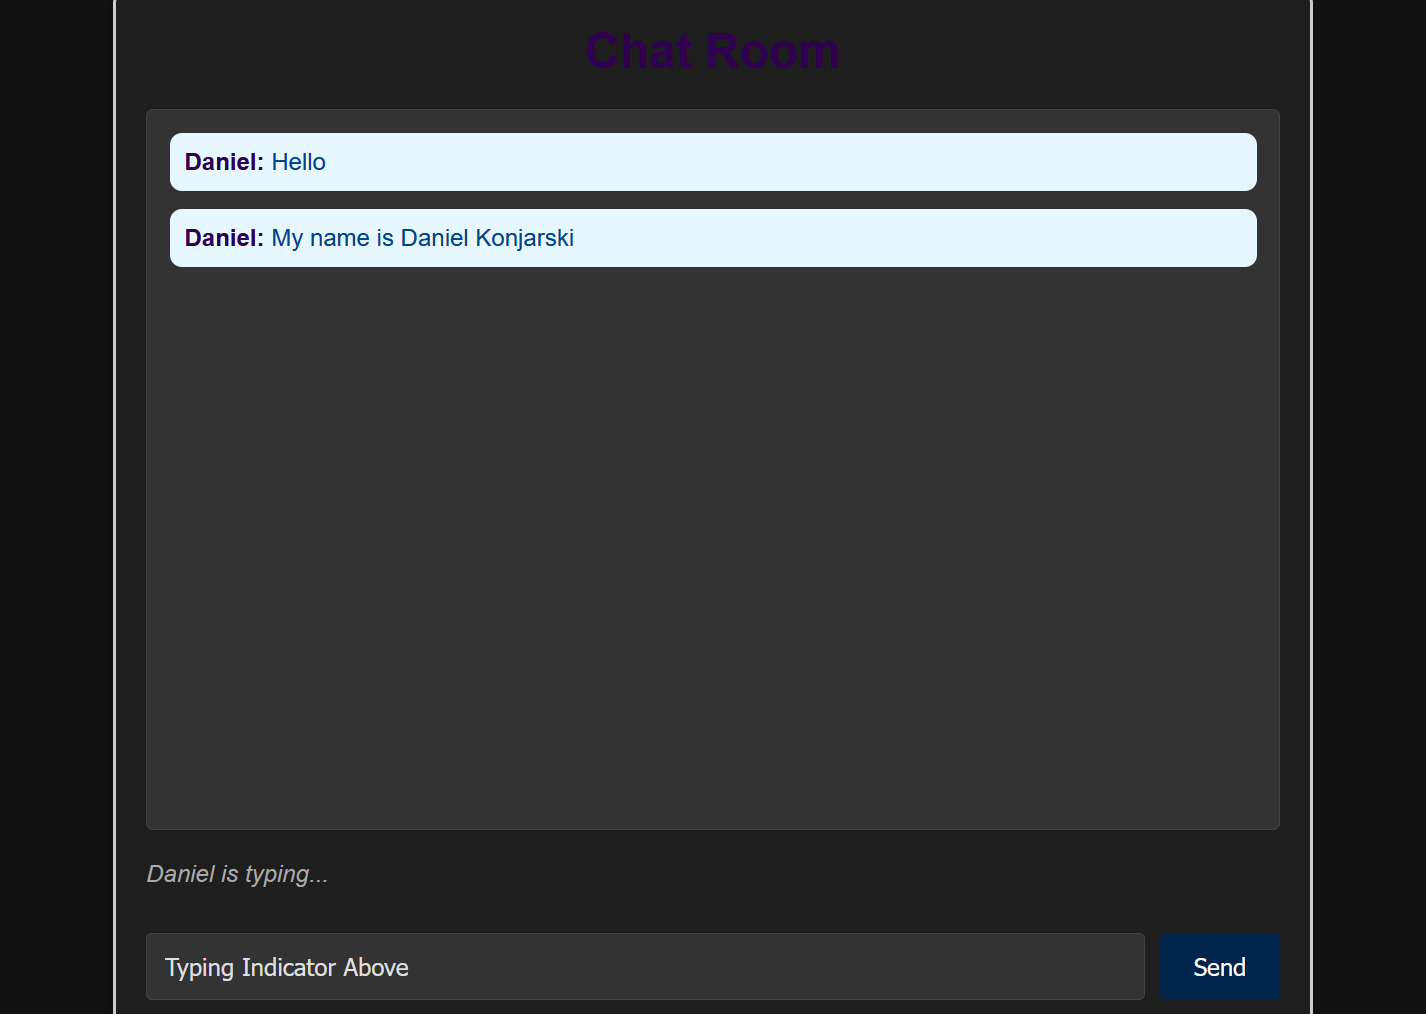 Chat Room
Daniel: Hello
Daniel: My name is Daniel Konjarski
Daniel is typing...
Typing Indicator Above
Send